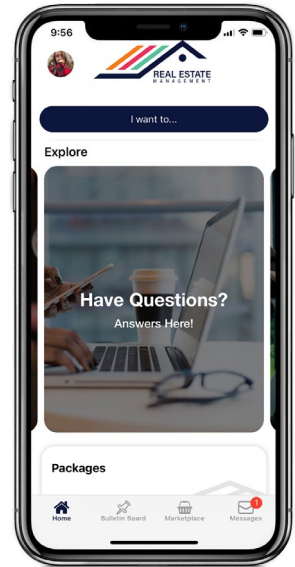 9:56
REAL ESTATE
MANAGEMENT
I want to...
Explore
Have Questions?
Answers Here!
Packages
Home
Bulletin Board
Marketplace
Messages
1